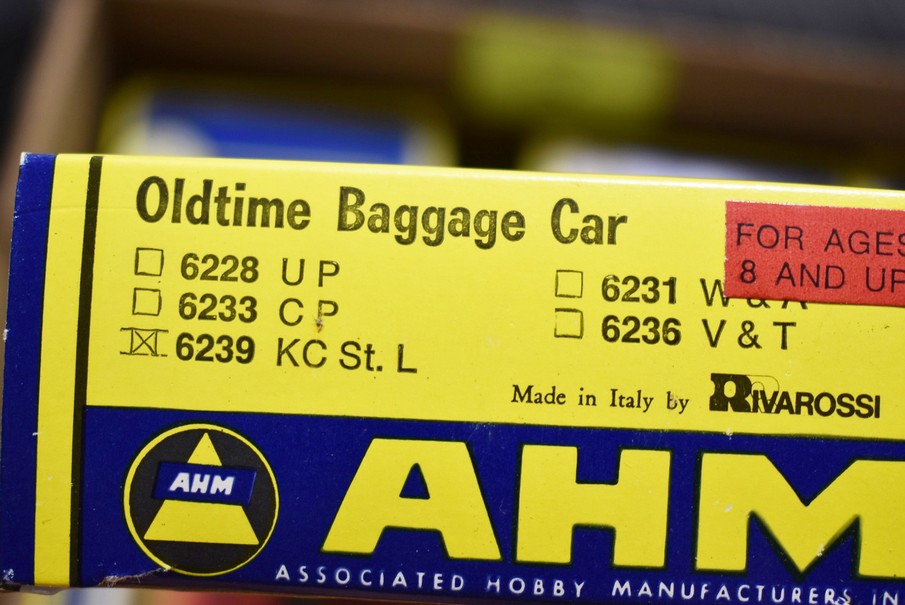 Oldtime Baggage Car
FOR AGES
8 AND UP
6228 U P
6233 C P
6239 KC St. L
6231 W & A
6236 V & T
Made in Italy by RIVAROSSI
AHM
AHM
ASSOCIATED HOBBY MANUFACTURERS IN